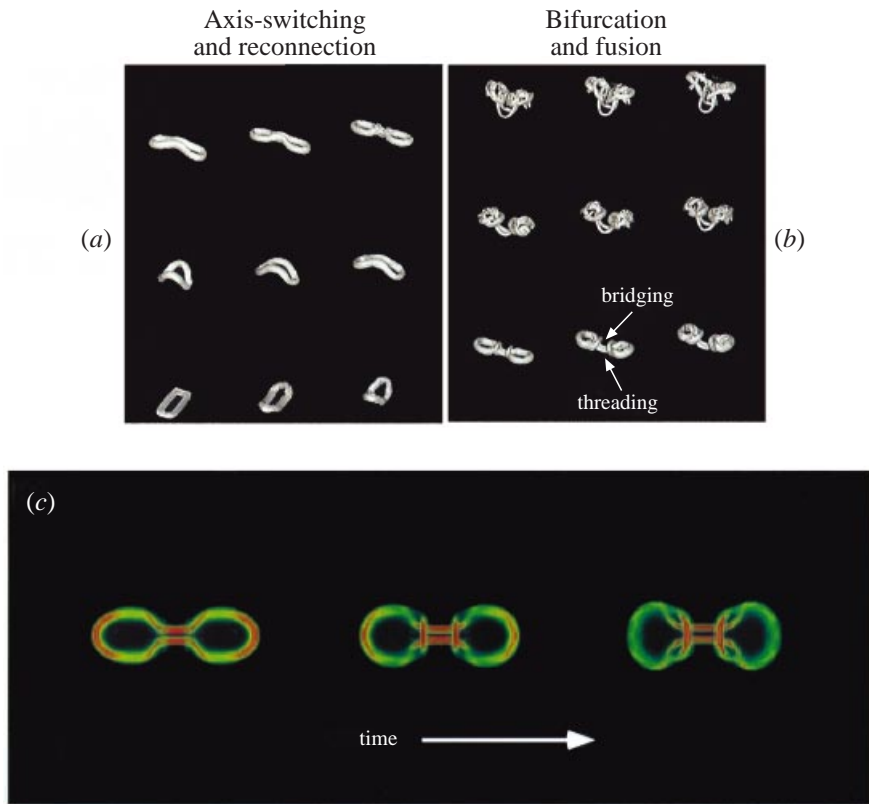 Axis-switching
and reconnection
Bifurcation
and fusion
(a)
(b)
bridging
threading
(c)
time